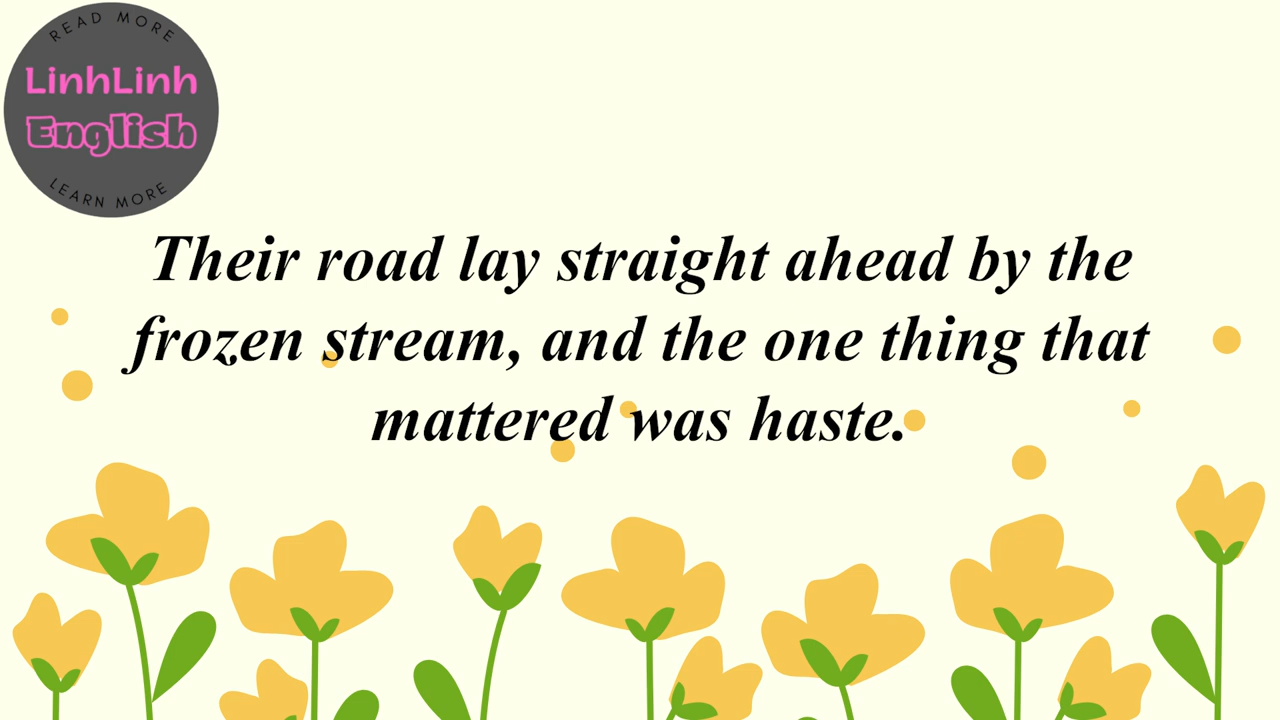 READ MORE
LinhLinh
English
LEARN MORE
Their road lay straight ahead by the
frozen stream, and the one thing that
mattered was haste.